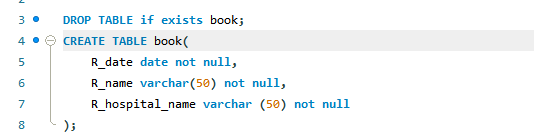 3 DROP TABLE if exists book;
4 CREATE TABLE book(
5 R_date date not null,
6 R_name varchar(50) not null,
7 R_hospital_name varchar (50) not null
8 );